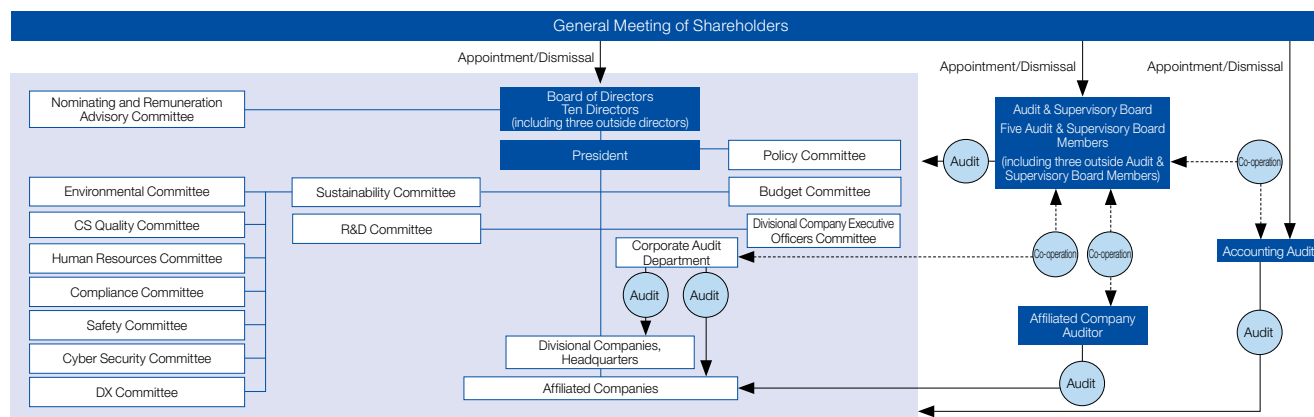 General Meeting of Shareholders
Appointment/Dismissal
Appointment/Dismissal
Appointment/Dismissal
Nominating and Remuneration
Advisory Committee
Board of Directors
Ten Directors
(including three outside directors)
President
Policy Committee
Audit & Supervisory Board
Five Audit & Supervisory Board
Members
(including three outside Audit &
Supervisory Board Members)
Audit
Co-operation
Environmental Committee
Sustainability Committee
Budget Committee
CS Quality Committee
R&D Committee
Divisional Company Executive
Officers Committee
Human Resources Committee
Corporate Audit
Department
Co-operation
Co-operation
Accounting Audit
Compliance Committee
Audit
Audit
Safety Committee
Affiliated Company
Auditor
Audit
Cyber Security Committee
Divisional Companies,
Headquarters
DX Committee
Affiliated Companies
Audit